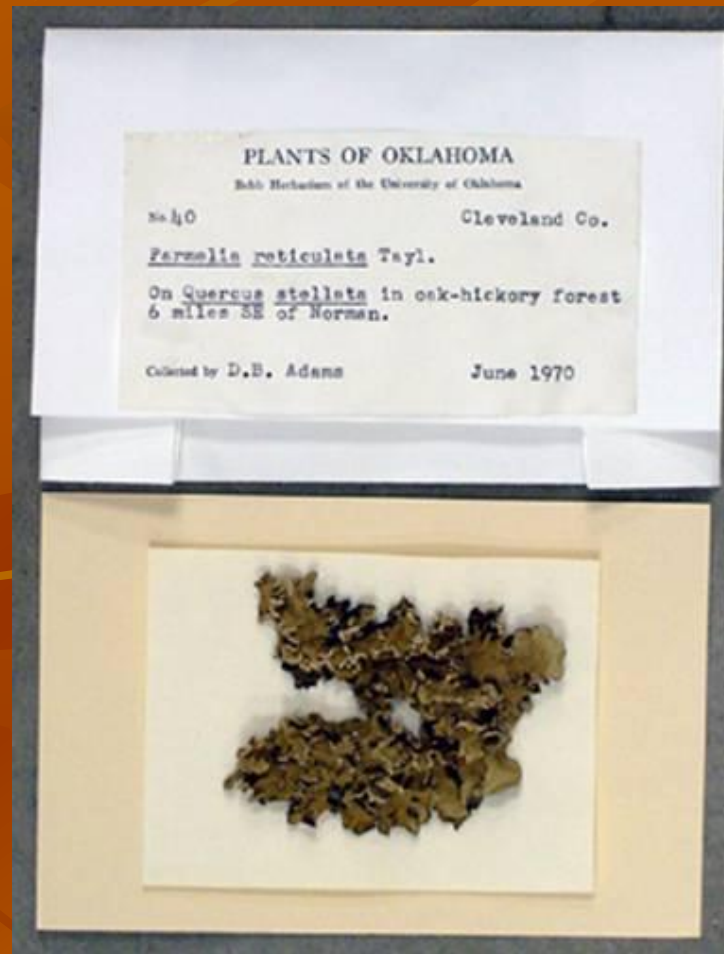 PLANTS OF OKLAHOMA
Bebb Herbarium of the University of Oklahoma
No. 40 Cleveland Co.
Parmelia reticulata Tayl.
On Quercus stellata in oak-hickory forest
6 miles SE of Norman.
Collected by D.B. Adams June 1970